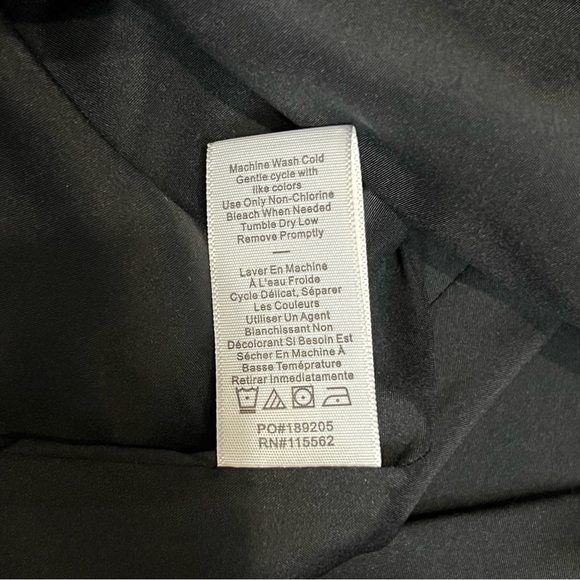 Machine Wash Cold
Gentle cycle with
like colors
Use Only Non-Chlorine
Bleach When Needed
Tumble Dry Low
Remove Promptly
—
Laver En Machine
À L'eau Froide
Cycle Délicat, Séparer
Les Couleurs
Utiliser Un Agent
Blanchissant Non
Décolorant Si Besoin Est
Sécher En Machine À
Basse Temérature
Retirar Inmediatamente
PO#189205
RN#115562